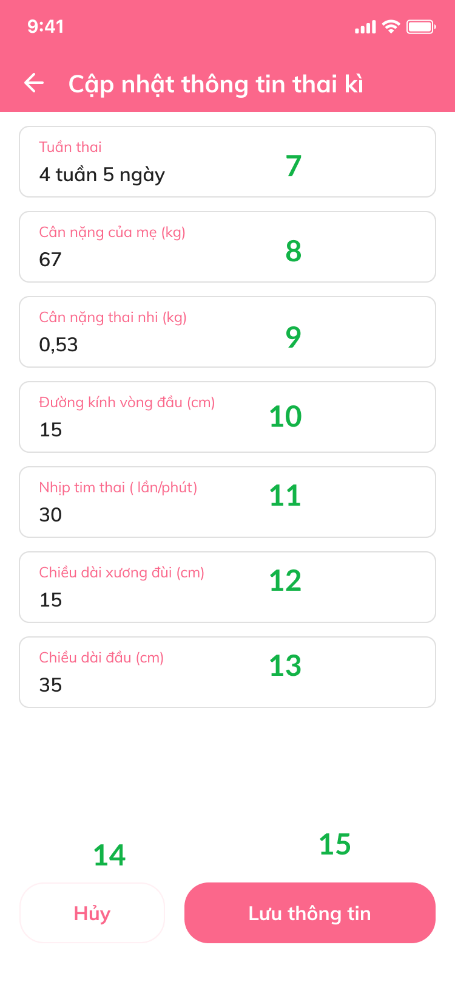 9:41
Cập nhật thông tin thai kì
Tuần thai
4 tuần 5 ngày
7
Cân nặng của mẹ (kg)
67
8
Cân nặng thai nhi (kg)
0,53
9
Đường kính vòng đầu (cm)
15
10
Nhịp tim thai ( lần/phút)
30
11
Chiều dài xương đùi (cm)
15
12
Chiều dài đầu (cm)
35
13
14
15
Hủy
Lưu thông tin